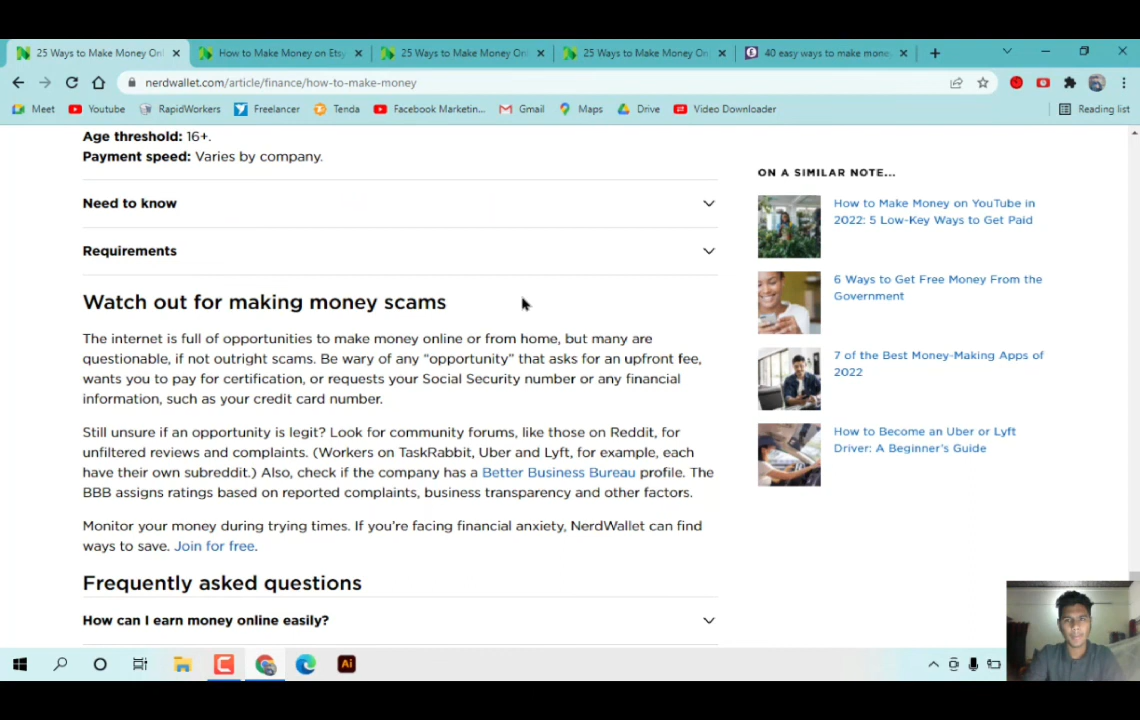 25 Ways to Make Money Onl
How to Make Money on Etsy
25 Ways to Make Money On
25 Ways to Make Money On
40 easy ways to make mone
nerdwallet.com/article/finance/how-to-make-money
Meet
Youtube
RapidWorkers
Freelancer
Tenda
Facebook Marketin...
Gmail
Maps
Drive
Video Downloader
Reading list
Age threshold: 16+.
Payment speed: Varies by company.
Need to know
Requirements
Watch out for making money scams
The internet is full of opportunities to make money online or from home, but many are
questionable, if not outright scams. Be wary of any “opportunity” that asks for an upfront fee,
wants you to pay for certification, or requests your Social Security number or any financial
information, such as your credit card number.
Still unsure if an opportunity is legit? Look for community forums, like those on Reddit, for
unfiltered reviews and complaints. (Workers on TaskRabbit, Uber and Lyft, for example, each
have their own subreddit.) Also, check if the company has a Better Business Bureau profile. The
BBB assigns ratings based on reported complaints, business transparency and other factors.
Monitor your money during trying times. If you’re facing financial anxiety, NerdWallet can find
ways to save. Join for free.
Frequently asked questions
How can I earn money online easily?
ON A SIMILAR NOTE...
How to Make Money on YouTube in
2022: 5 Low-Key Ways to Get Paid
6 Ways to Get Free Money From the
Government
7 of the Best Money-Making Apps of
2022
How to Become an Uber or Lyft
Driver: A Beginner’s Guide
Ai